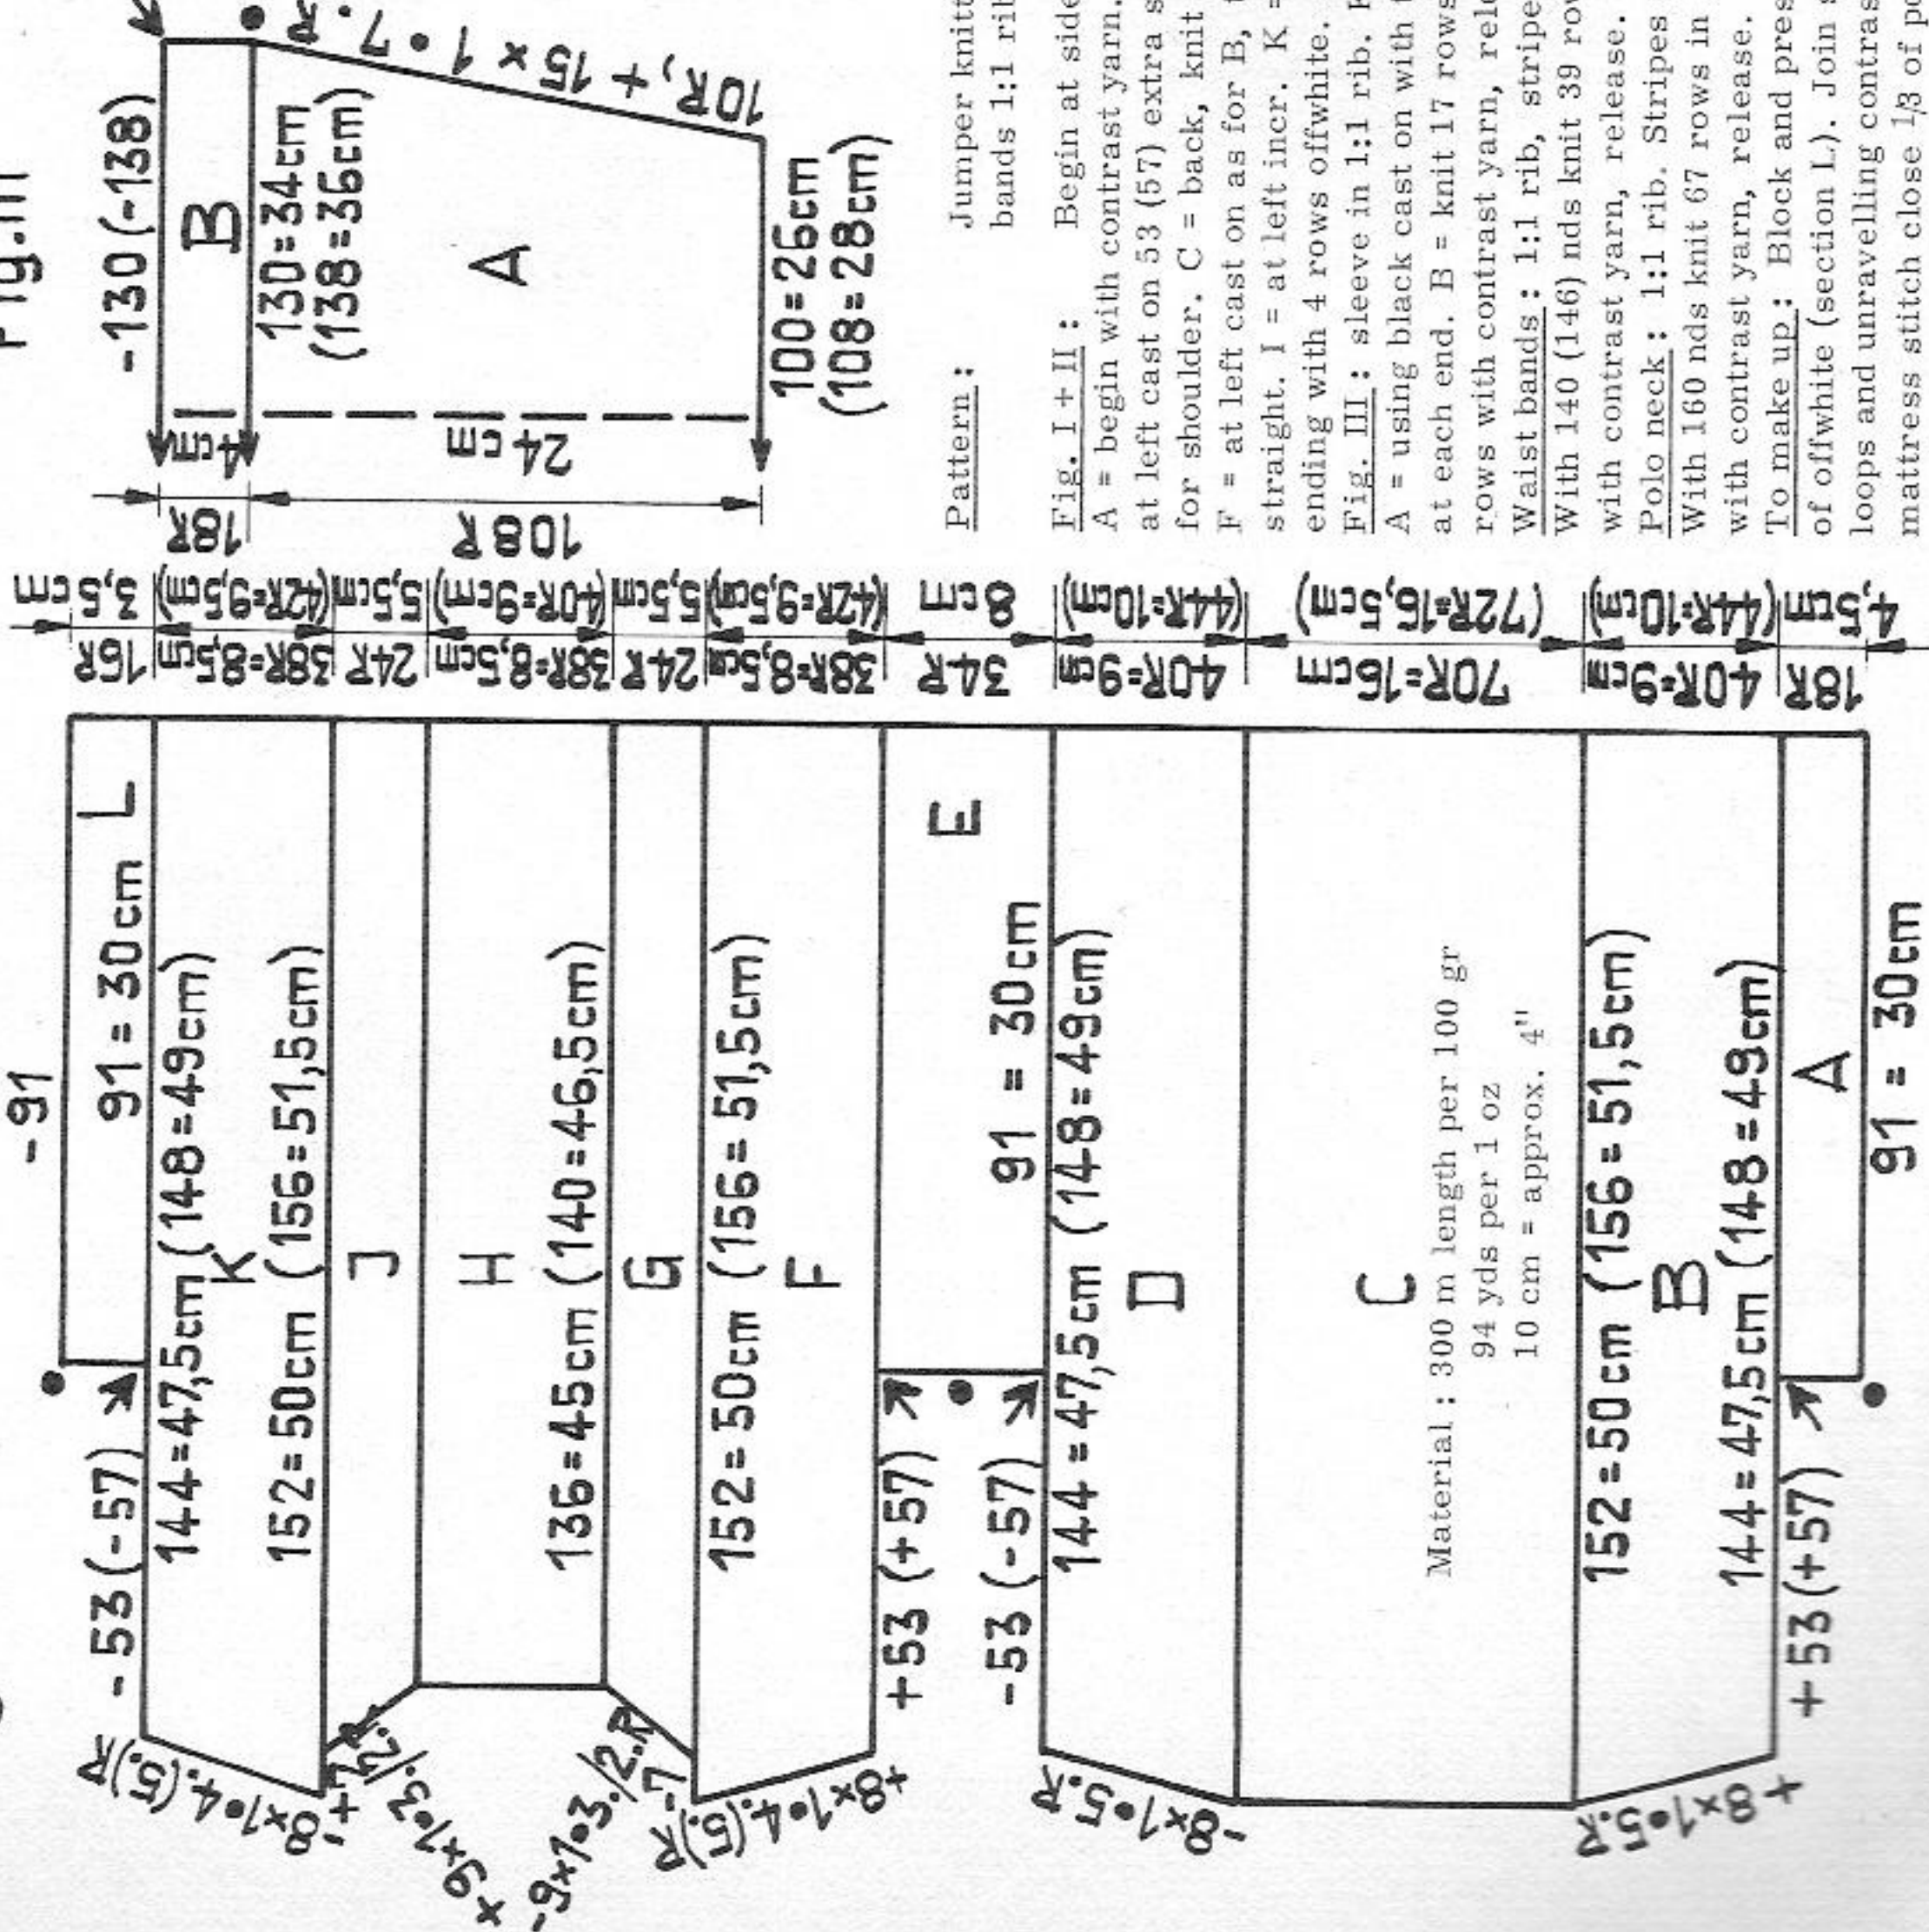 Fig.III
-91
-53 (-57)
91 = 30cm
L
144 = 47,5cm (148 = 49cm)
K
152 = 50cm (156 = 51,5cm)
-8x1•4.(5.)R
J
+7
+9x1•3./2.R
H
136 = 45cm (140 = 46,5cm)
G
-9x1•3./2.R
-7
152 = 50cm (156 = 51,5cm)
F
+8x1•4.(5.)R
+53 (+57)
E
91 = 30cm
-53 (-57)
144 = 47,5cm (148 = 49cm)
D
-8x1•5.R
C
Material : 300 m length per 100 gr
94 yds per 1 oz
10 cm = approx. 4"
152 = 50cm (156 = 51,5cm)
B
144 = 47,5cm (148 = 49cm)
+8x1•5.R
+53 (+57)
A
91 = 30cm
16R 3,5cm
38R=8,5cm (42R=9,5cm)
24R 5,5cm
38R=8,5cm (40R=9cm)
24R 5,5cm
38R=8,5cm (42R=9,5cm)
34R 8cm
40R=9cm (44R=10cm)
70R=16cm (72R=16,5cm)
40R=9cm (44R=10cm)
18R 4,5cm
-130 (-138)
B
130=34cm
(138=36cm)
A
100=26cm
(108=28cm)
10R, + 15 x 1 • 7. R
18R 4cm
108R 24cm
Pattern : Jumper knitt
bands 1:1 rib
Fig. I + II : Begin at side
A = begin with contrast yarn.
at left cast on 53 (57) extra s
for shoulder. C = back, knit
F = at left cast on as for B, t
straight. I = at left incr. K =
ending with 4 rows offwhite.
Fig. III : sleeve in 1:1 rib.
A = using black cast on with t
at each end. B = knit 17 rows
rows with contrast yarn, rele
Waist bands : 1:1 rib, stripe
With 140 (146) nds knit 39 row
with contrast yarn, release.
Polo neck : 1:1 rib. Stripes
With 160 nds knit 67 rows in
with contrast yarn, release.
To make up : Block and pres
of offwhite (section L). Join s
loops and unravelling contras
mattress stitch close 1/3 of po